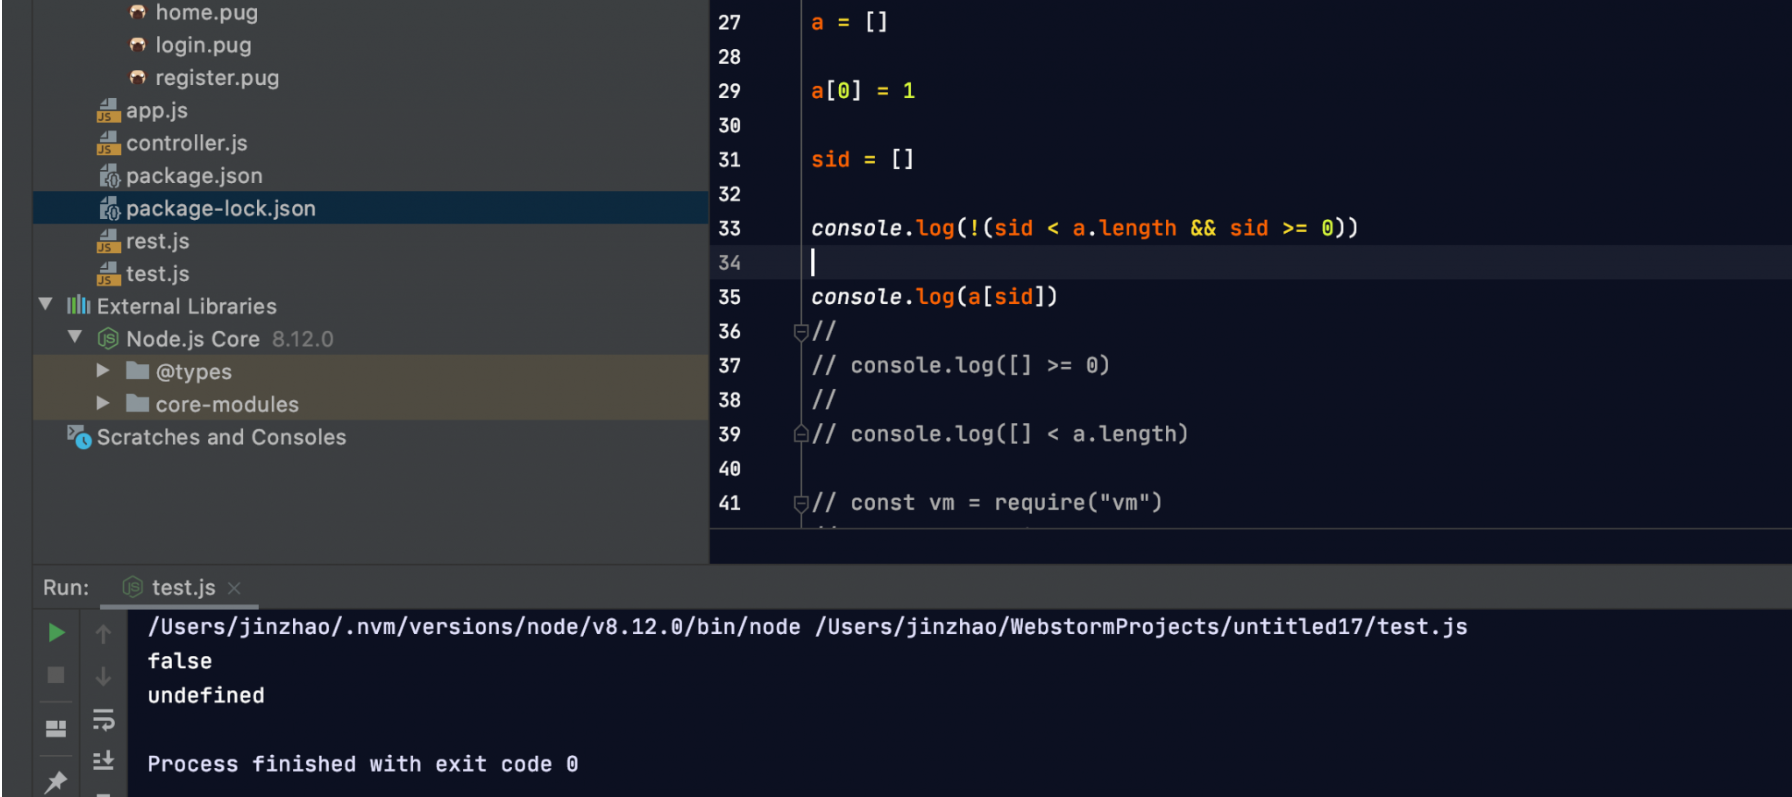 home.pug
login.pug
register.pug
app.js
controller.js
package.json
package-lock.json
rest.js
test.js
External Libraries
Node.js Core 8.12.0
@types
core-modules
Scratches and Consoles
27 a = []
28
29 a[0] = 1
30
31 sid = []
32
33 console.log(!(sid < a.length && sid >= 0))
34
35 console.log(a[sid])
36 //
37 // console.log([] >= 0)
38 //
39 // console.log([] < a.length)
40
41 // const vm = require("vm")
Run: test.js
/Users/jinzhao/.nvm/versions/node/v8.12.0/bin/node /Users/jinzhao/WebstormProjects/untitled17/test.js
false
undefined
Process finished with exit code 0